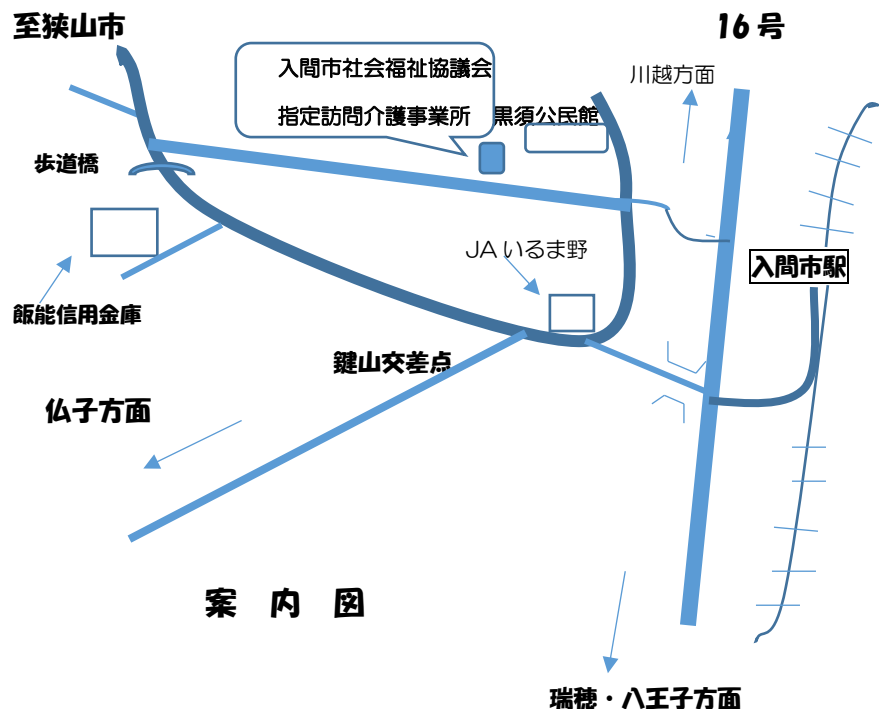 至狭山市
16号
入間市社会福祉協議会
川越方面
指定訪問介護事業所
黒須公民館
歩道橋
JAいるま野
入間市駅
飯能信用金庫
鍵山交差点
仏子方面
案 内 図
瑞穂・八王子方面